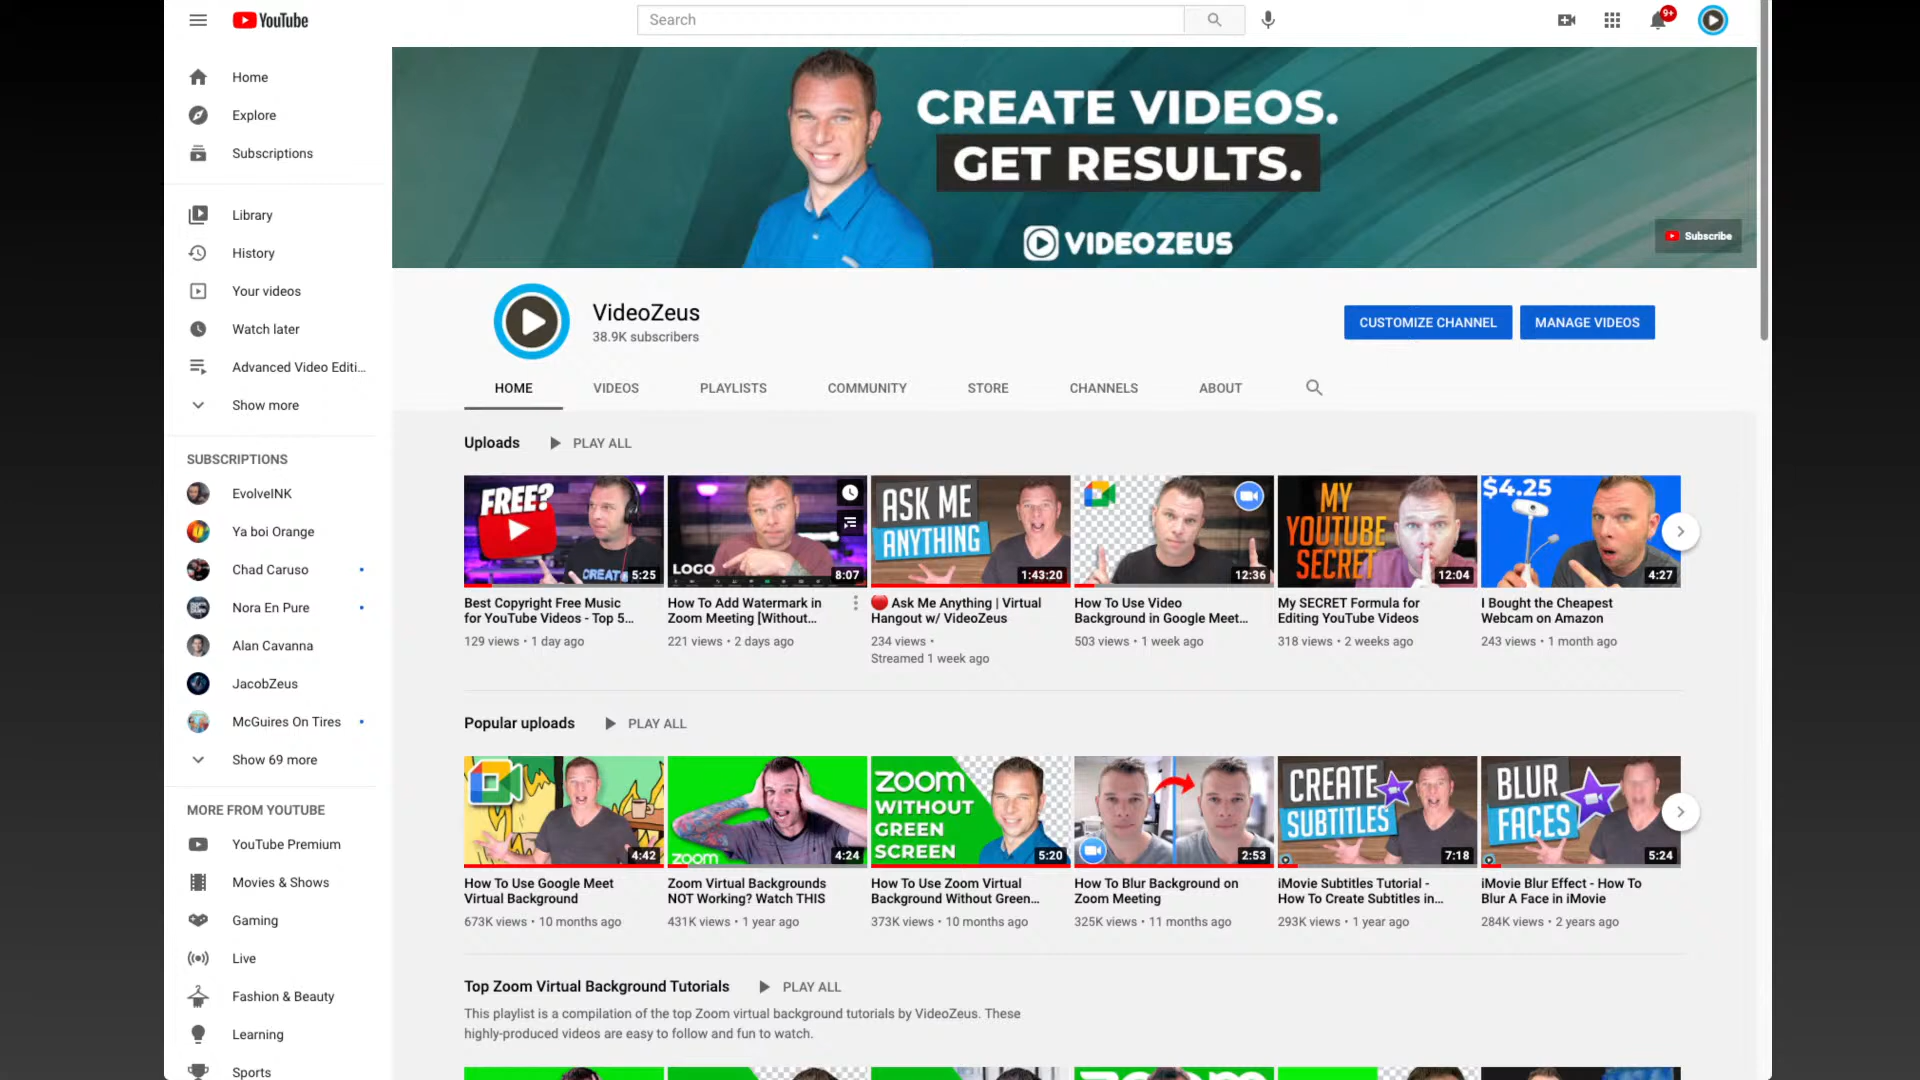 YouTube
Search
9+
Home
Explore
Subscriptions
Library
History
Your videos
Watch later
Advanced Video Editi...
Show more
SUBSCRIPTIONS
EvolveINK
Ya boi Orange
Chad Caruso
Nora En Pure
Alan Cavanna
JacobZeus
McGuires On Tires
Show 69 more
MORE FROM YOUTUBE
YouTube Premium
Movies & Shows
Gaming
Live
Fashion & Beauty
Learning
Sports
CREATE VIDEOS.
GET RESULTS.
VIDEOZEUS
Subscribe
VideoZeus
38.9K subscribers
CUSTOMIZE CHANNEL
MANAGE VIDEOS
HOME VIDEOS PLAYLISTS COMMUNITY STORE CHANNELS ABOUT
Uploads PLAY ALL
FREE?
CREATE
5:25
Best Copyright Free Music
for YouTube Videos - Top 5...
129 views • 1 day ago
LOGO
8:07
How To Add Watermark in
Zoom Meeting [Without...
221 views • 2 days ago
ASK ME
ANYTHING
1:43:20
Ask Me Anything | Virtual
Hangout w/ VideoZeus
234 views •
Streamed 1 week ago
12:36
How To Use Video
Background in Google Meet...
503 views • 1 week ago
MY
YOUTUBE
SECRET
12:04
My SECRET Formula for
Editing YouTube Videos
318 views • 2 weeks ago
$4.25
4:27
I Bought the Cheapest
Webcam on Amazon
243 views • 1 month ago
Popular uploads PLAY ALL
4:42
How To Use Google Meet
Virtual Background
673K views • 10 months ago
zoom
4:24
Zoom Virtual Backgrounds
NOT Working? Watch THIS
431K views • 1 year ago
zoom
WITHOUT
GREEN
SCREEN
5:20
How To Use Zoom Virtual
Background Without Green...
373K views • 10 months ago
2:53
How To Blur Background on
Zoom Meeting
325K views • 11 months ago
CREATE
SUBTITLES
7:18
iMovie Subtitles Tutorial -
How To Create Subtitles in...
293K views • 1 year ago
BLUR
FACES
5:24
iMovie Blur Effect - How To
Blur A Face in iMovie
284K views • 2 years ago
Top Zoom Virtual Background Tutorials PLAY ALL
This playlist is a compilation of the top Zoom virtual background tutorials by VideoZeus. These
highly-produced videos are easy to follow and fun to watch.